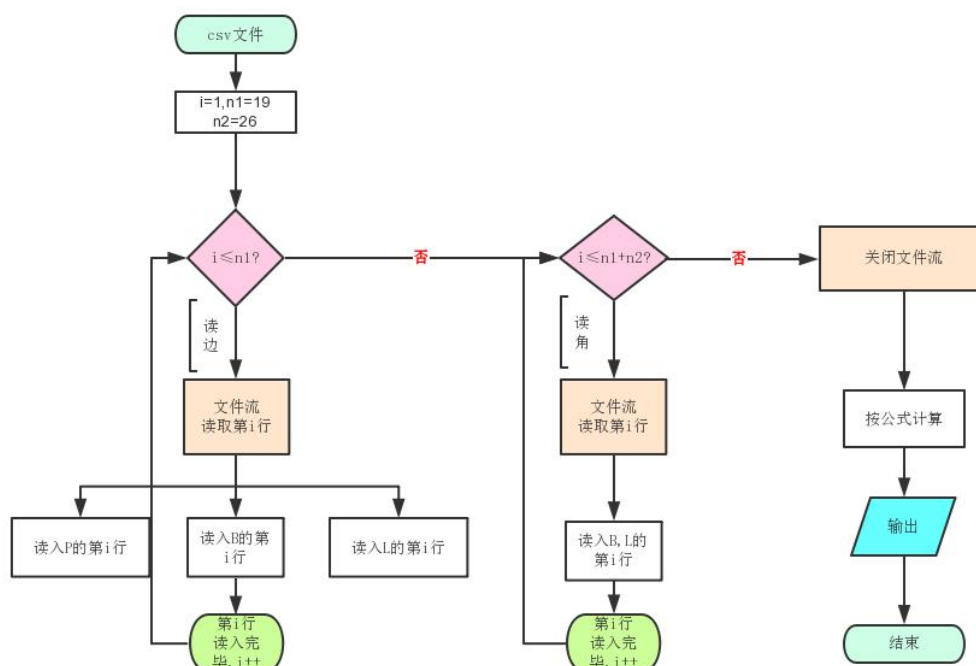 csv文件
i=1,n1=19
n2=26
i≤n1?
否
i≤n1+n2?
否
关闭文件流
读
边
读
角
文件流
读取第i行
文件流
读取第i行
按公式计算
读入P的第i行
读入B的第
i行
读入L的第i行
读入B,L的
第i行
输出
第i行
读入完
毕,i++
第i行
读入完
毕,i++
结束